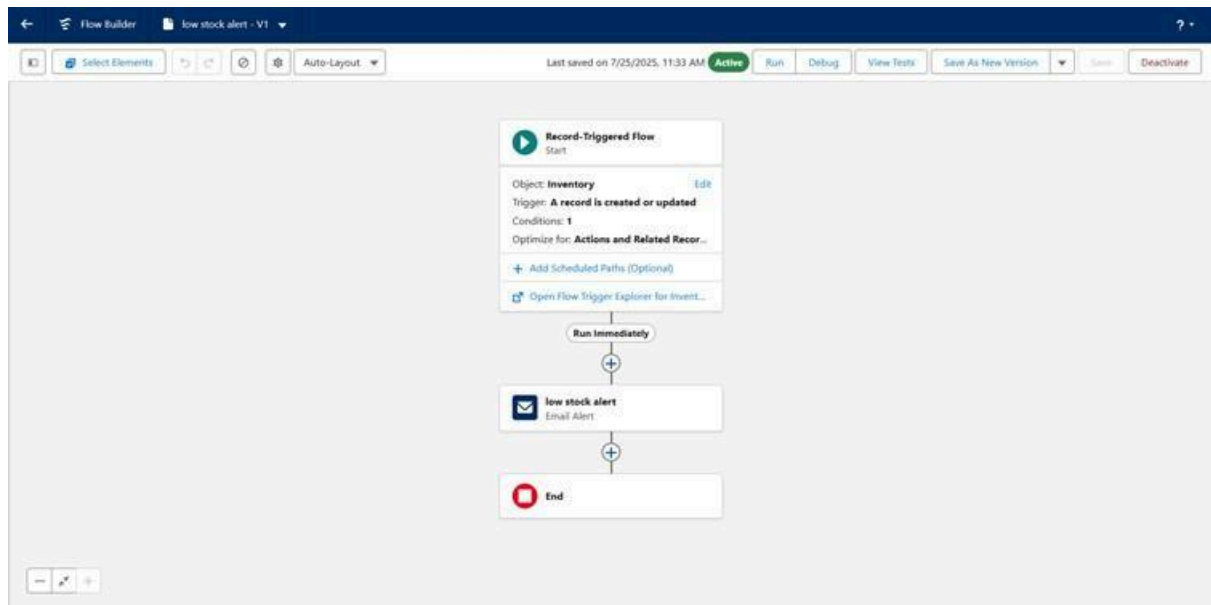 Flow Builder
low stock alert - V1
? 
Select Elements
Auto-Layout
Last saved on 7/25/2025, 11:33 AM
Active
Run
Debug
View Tests
Save As New Version
Save
Deactivate
Record-Triggered Flow
Start
Object: Inventory
Edit
Trigger: A record is created or updated
Conditions: 1
Optimize for: Actions and Related Recor...
+ Add Scheduled Paths (Optional)
Open Flow Trigger Explorer for Invent...
Run Immediately
low stock alert
Email Alert
End